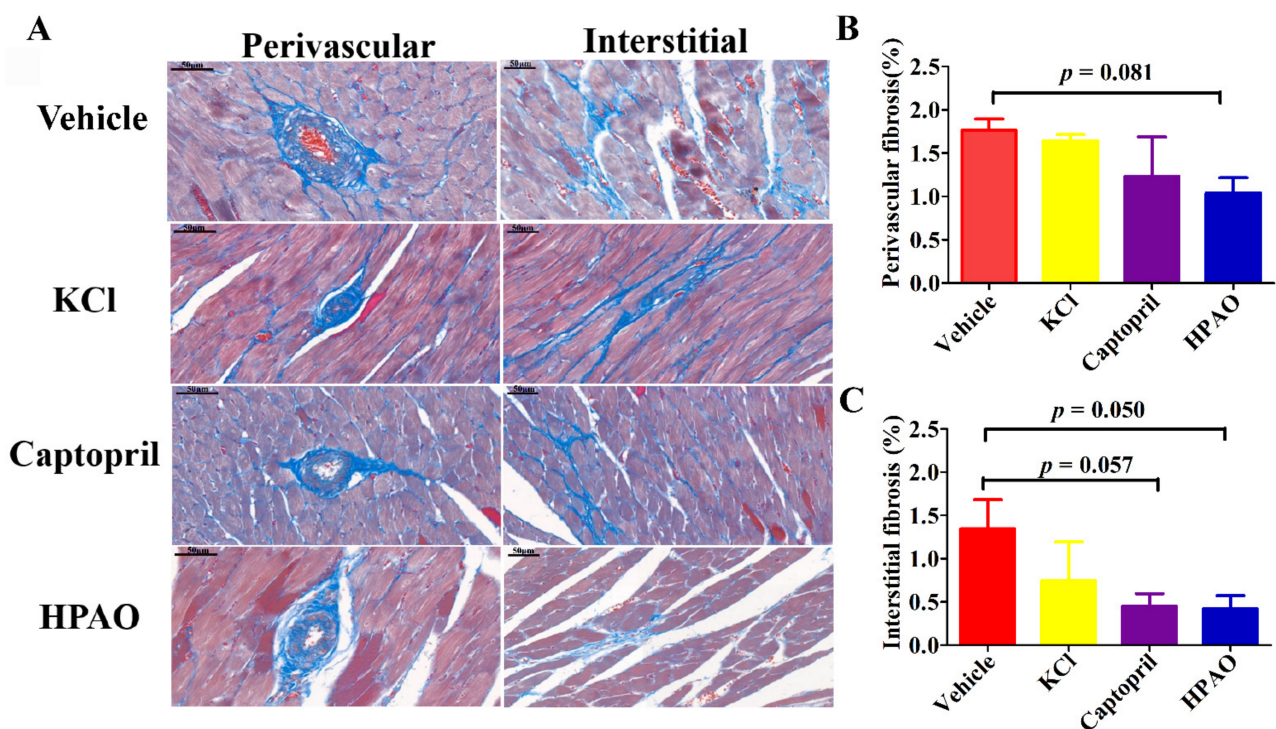 A
Perivascular
Interstitial
Vehicle
50μm
50μm
KCl
50μm
50μm
Captopril
50μm
50μm
HPAO
50μm
50μm
B
Perivascular fibrosis(%)
2.5
2.0
1.5
1.0
0.5
0.0
p = 0.081
Vehicle
KCl
Captopril
HPAO
C
Interstitial fibrosis (%)
2.5
2.0
1.5
1.0
0.5
0.0
p = 0.050
p = 0.057
Vehicle
KCl
Captopril
HPAO